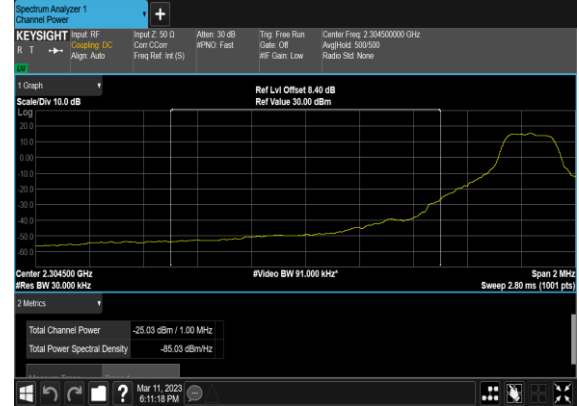 Spectrum Analyzer 1
Channel Power
+
KEYSIGHT
R T
LXI
Input: RF
Coupling: DC
Align: Auto
Input Z: 50 Ω
Corr CCorr
Freq Ref: Int (S)
Atten: 30 dB
#PNO: Fast
Trig: Free Run
Gate: Off
#IF Gain: Low
Center Freq: 2.304500000 GHz
Avg|Hold: 500/500
Radio Std: None
1 Graph
Scale/Div 10.0 dB
Ref Lvl Offset 8.40 dB
Ref Value 30.00 dBm
Log
20.0
10.0
0.00
-10.0
-20.0
-30.0
-40.0
-50.0
-60.0
Center 2.304500 GHz
#Res BW 30.000 kHz
#Video BW 91.000 kHz*
Span 2 MHz
Sweep 2.80 ms (1001 pts)
2 Metrics
Total Channel Power -25.03 dBm / 1.00 MHz
Total Power Spectral Density -85.03 dBm/Hz
?
Mar 11, 2023
6:11:18 PM